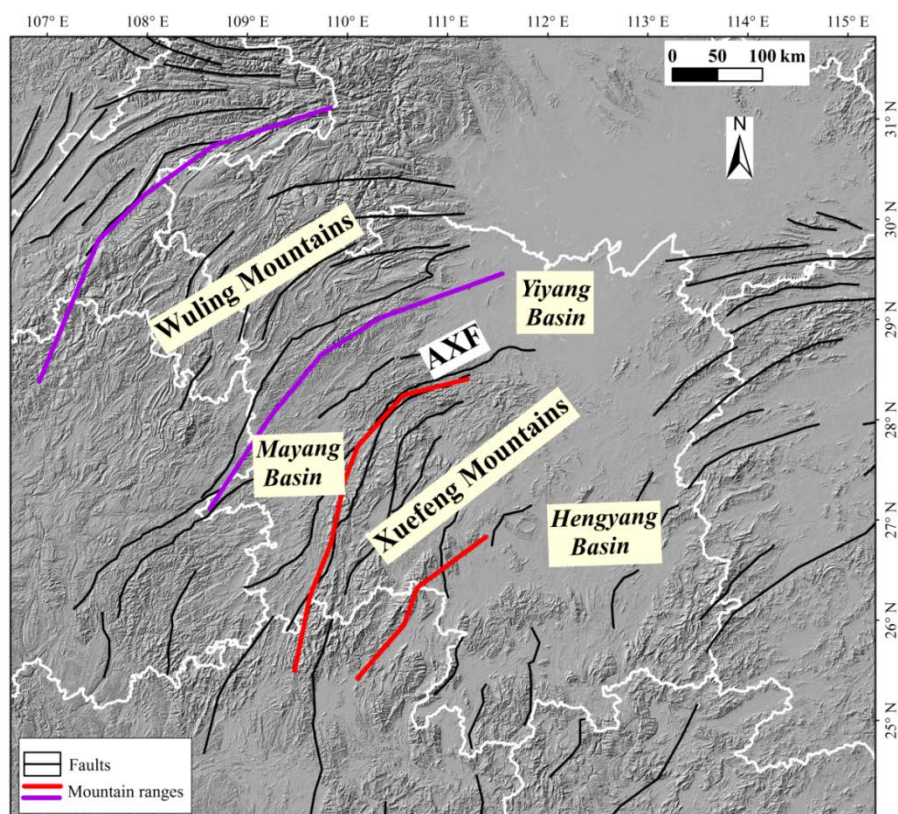 107° E 108° E 109° E 110° E 111° E 112° E 113° E 114° E 115° E
0 50 100 km
N
31° N
30° N
29° N
28° N
27° N
26° N
25° N
Wuling Mountains
Yiyang
Basin
AXF
Mayang
Basin
Xuefeng Mountains
Hengyang
Basin
Faults
Mountain ranges